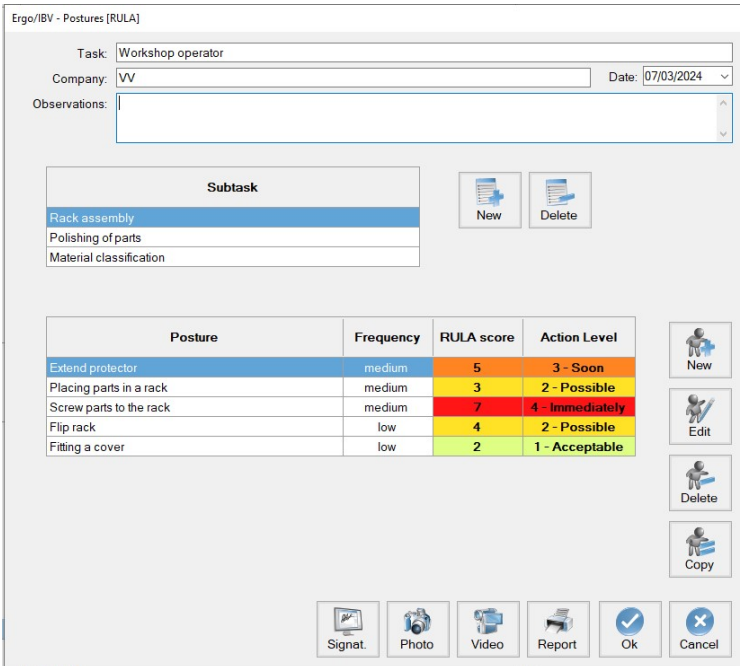 Ergo/IBV - Postures [RULA]
Task: Workshop operator
Company: VV Date: 07/03/2024
Observations:
Subtask
Rack assembly
Polishing of parts
Material classification
New Delete
Posture Frequency RULA score Action Level
Extend protector medium 5 3 - Soon
Placing parts in a rack medium 3 2 - Possible
Screw parts to the rack medium 7 4 - Immediately
Flip rack low 4 2 - Possible
Fitting a cover low 2 1 - Acceptable
New
Edit
Delete
Copy
Signat. Photo Video Report Ok Cancel